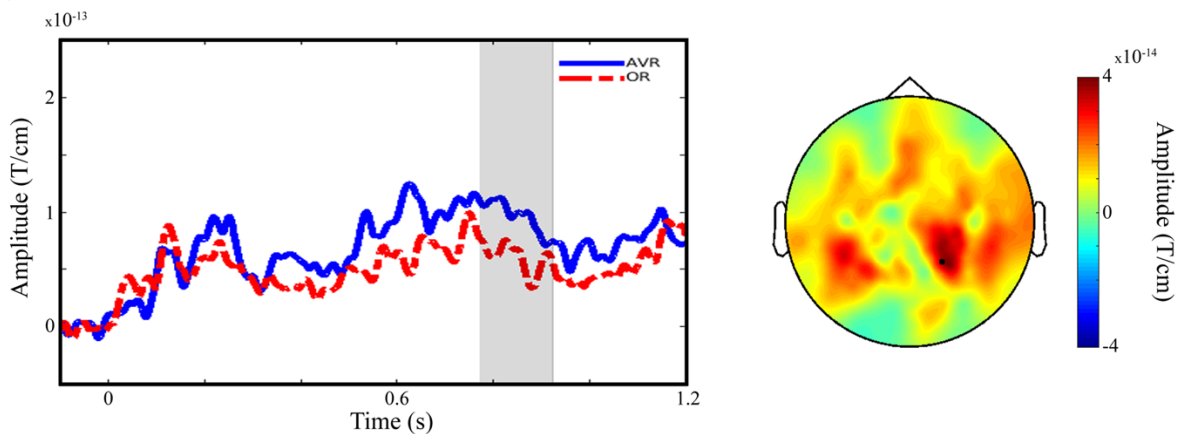 x10-13
Amplitude (T/cm)
2
1
0
AVR
OR
0
0.6
1.2
Time (s)
x10-14
4
0
-4
Amplitude (T/cm)